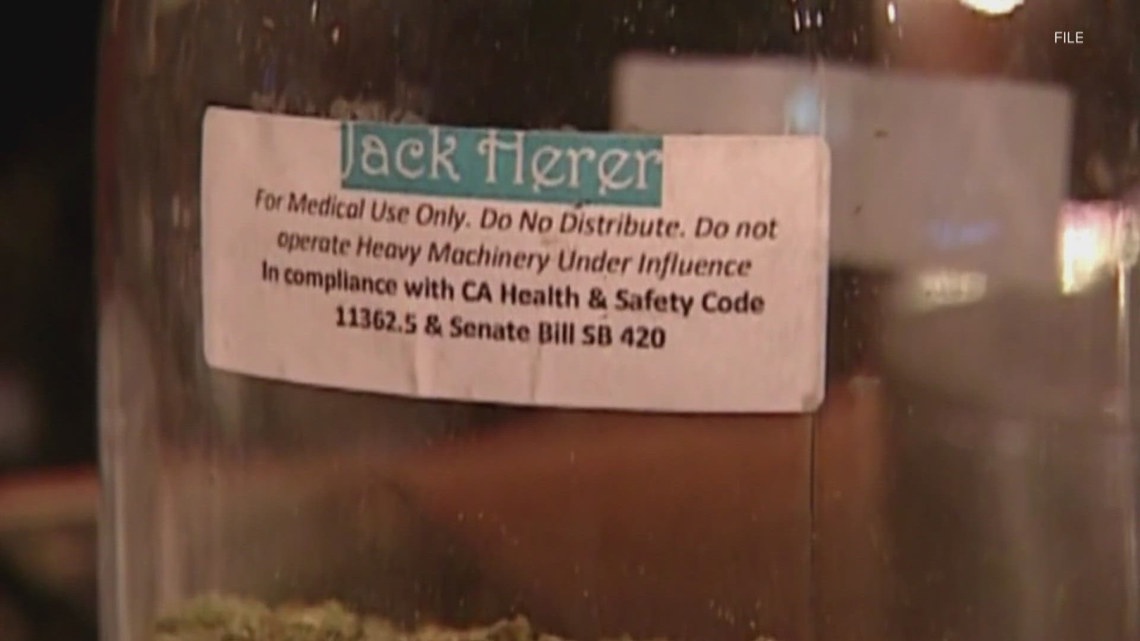 FILE
Jack Herer
For Medical Use Only. Do No Distribute. Do not
operate Heavy Machinery Under Influence
In compliance with CA Health & Safety Code
11362.5 & Senate Bill SB 420